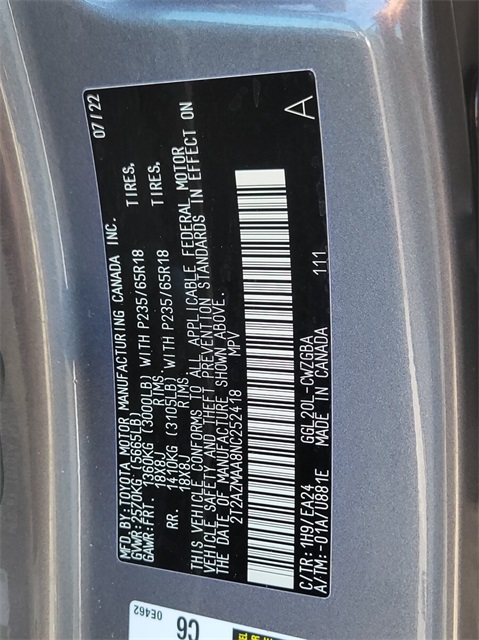 MFD.BY:TOYOTA MOTOR MANUFACTURING CANADA INC. 07/22
GVWR:2570KG (5665LB)
GAWR:FRT. 1360KG (3000LB) WITH P235/65R18 TIRES,
18X8J RIMS
RR. 1410KG (3105LB) WITH P235/65R18 TIRES,
18X8J RIMS
THIS VEHICLE CONFORMS TO ALL APPLICABLE FEDERAL MOTOR
VEHICLE SAFETY AND THEFT PREVENTION STANDARDS IN EFFECT ON
THE DATE OF MANUFACTURE SHOWN ABOVE.
2T2AZMAA8NC252418 MPV
A
C/TR:1H9/EA24 GGL20L-CWZGBA
A/TM:-01A/0881E MADE IN CANADA 111
0E462
C6